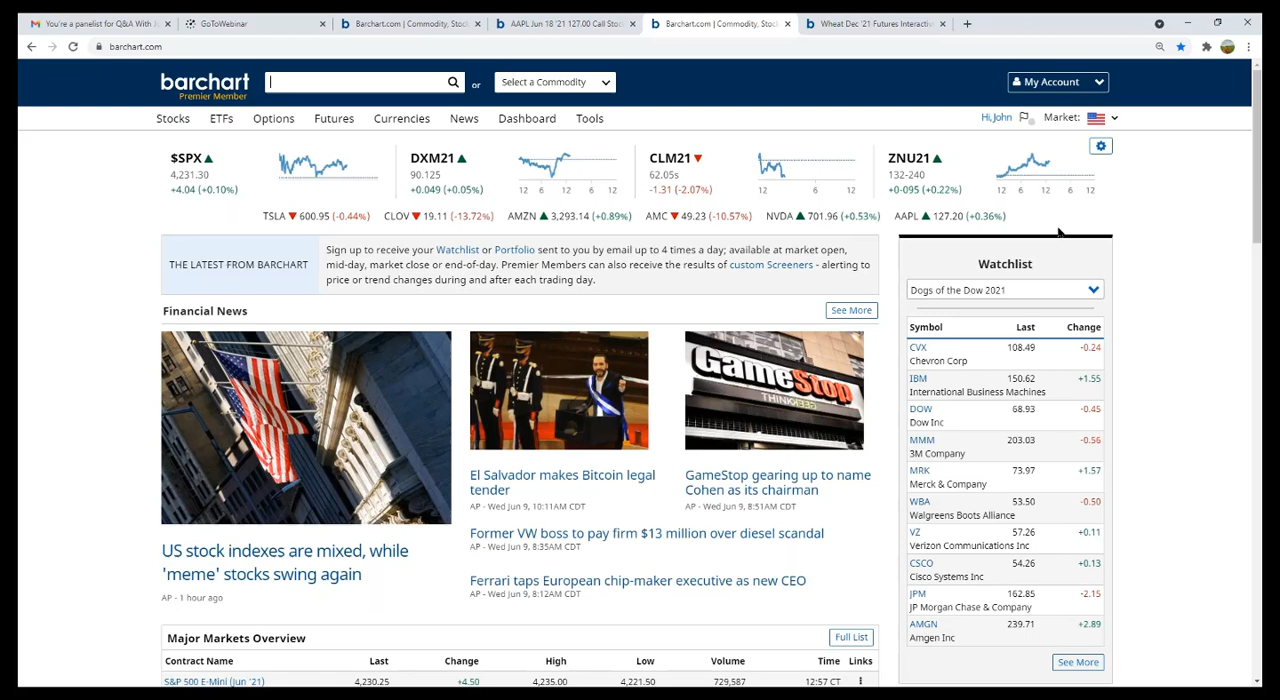 You're a panelist for Q&A With J
GoToWebinar
Barchart.com | Commodity, Stock
AAPL Jun 18 '21 127.00 Call Stoc
Barchart.com | Commodity, Stock
Wheat Dec '21 Futures Interactiv
barchart.com
barchart
Premier Member
or
Select a Commodity
My Account
Stocks ETFs Options Futures Currencies News Dashboard Tools
Hi, John
Market:
$SPX
4,231.30
+4.04 (+0.10%)
DXM21
90.125
+0.049 (+0.05%)
12 6 12 6 12
CLM21
62.05s
-1.31 (-2.07%)
12 6 12
ZNU21
132-240
+0-095 (+0.22%)
12 6 12 6 12
TSLA 600.95 (-0.44%) CLOV 19.11 (-13.72%) AMZN 3,293.14 (+0.89%) AMC 49.23 (-10.57%) NVDA 701.96 (+0.53%) AAPL 127.20 (+0.36%)
THE LATEST FROM BARCHART
Sign up to receive your Watchlist or Portfolio sent to you by email up to 4 times a day; available at market open,
mid-day, market close or end-of-day. Premier Members can also receive the results of custom Screeners - alerting to
price or trend changes during and after each trading day.
Financial News
See More
US stock indexes are mixed, while
'meme' stocks swing again
AP - 1 hour ago
El Salvador makes Bitcoin legal
tender
AP - Wed Jun 9, 10:11AM CDT
GameStop
GameStop gearing up to name
Cohen as its chairman
AP - Wed Jun 9, 8:51AM CDT
Former VW boss to pay firm $13 million over diesel scandal
AP - Wed Jun 9, 8:35AM CDT
Ferrari taps European chip-maker executive as new CEO
AP - Wed Jun 9, 8:12AM CDT
Major Markets Overview
Full List
Contract Name Last Change High Low Volume Time Links
S&P 500 E-Mini (Jun '21) 4,230.25 +4.50 4,235.00 4,221.50 729,587 12:57 CT
Watchlist
Dogs of the Dow 2021
Symbol Last Change
CVX 108.49 -0.24
Chevron Corp
IBM 150.62 +1.55
International Business Machines
DOW 68.93 -0.45
Dow Inc
MMM 203.03 -0.56
3M Company
MRK 73.97 +1.57
Merck & Company
WBA 53.50 -0.50
Walgreens Boots Alliance
VZ 57.26 +0.11
Verizon Communications Inc
CSCO 54.26 +0.13
Cisco Systems Inc
JPM 162.85 -2.15
JP Morgan Chase & Company
AMGN 239.71 +2.89
Amgen Inc
See More